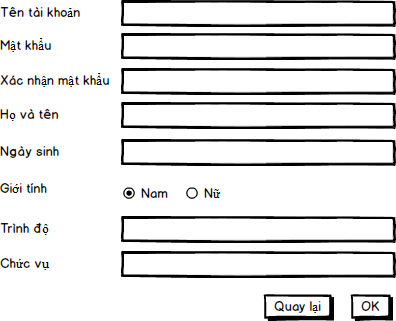 Tên tài khoản
Mật khẩu
Xác nhận mật khẩu
Họ và tên
Ngày sinh
Giới tính
Nam Nữ
Trình độ
Chức vụ
Quay lại OK